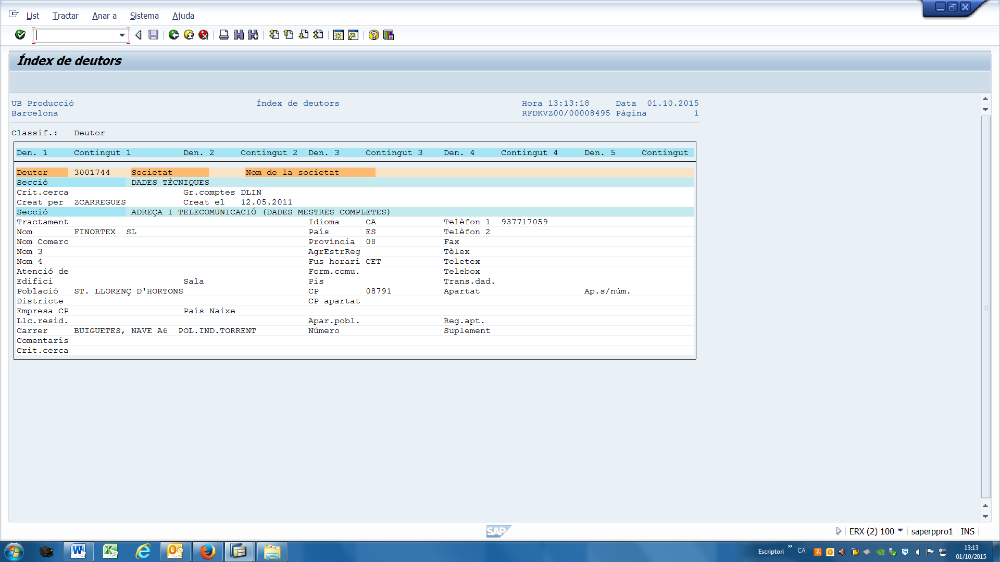 List Tractar Anar a Sistema Ajuda
Índex de deutors
UB Producció Índex de deutors Hora 13:13:18 Data 01.10.2015
Barcelona RFDKVZ00/00008495 Pàgina 1
Classif.: Deutor
Den. 1 Contingut 1 Den. 2 Contingut 2 Den. 3 Contingut 3 Den. 4 Contingut 4 Den. 5 Contingut
Deutor 3001744 Societat Nom de la societat
Secció DADES TÈCNIQUES
Crit.cerca Gr.comptes DLIN
Creat per ZCARREGUES Creat el 12.05.2011
Secció ADREÇA I TELECOMUNICACIÓ (DADES MESTRES COMPLETES)
Tractament Idioma CA Telèfon 1 937717059
Nom FINORTEX SL País ES Telèfon 2
Nom Comerc Província 08 Fax
Nom 3 AgrEstrReg Tèlex
Nom 4 Fus horari CET Teletex
Atenció de Form.comu. Telebox
Edifici Sala Pis Trans.dad.
Població ST. LLORENÇ D'HORTONS CP 08791 Apartat Ap.s/núm.
Districte CP apartat
Empresa CP País Naixe
Llc.resid. Apar.pobl. Reg.apt.
Carrer BUIGUETES, NAVE A6 POL.IND.TORRENT Número Suplement
Comentaris
Crit.cerca
SAP
ERX (2) 100 saperppro1 INS
Escriptori » CA 13:13
01/10/2015